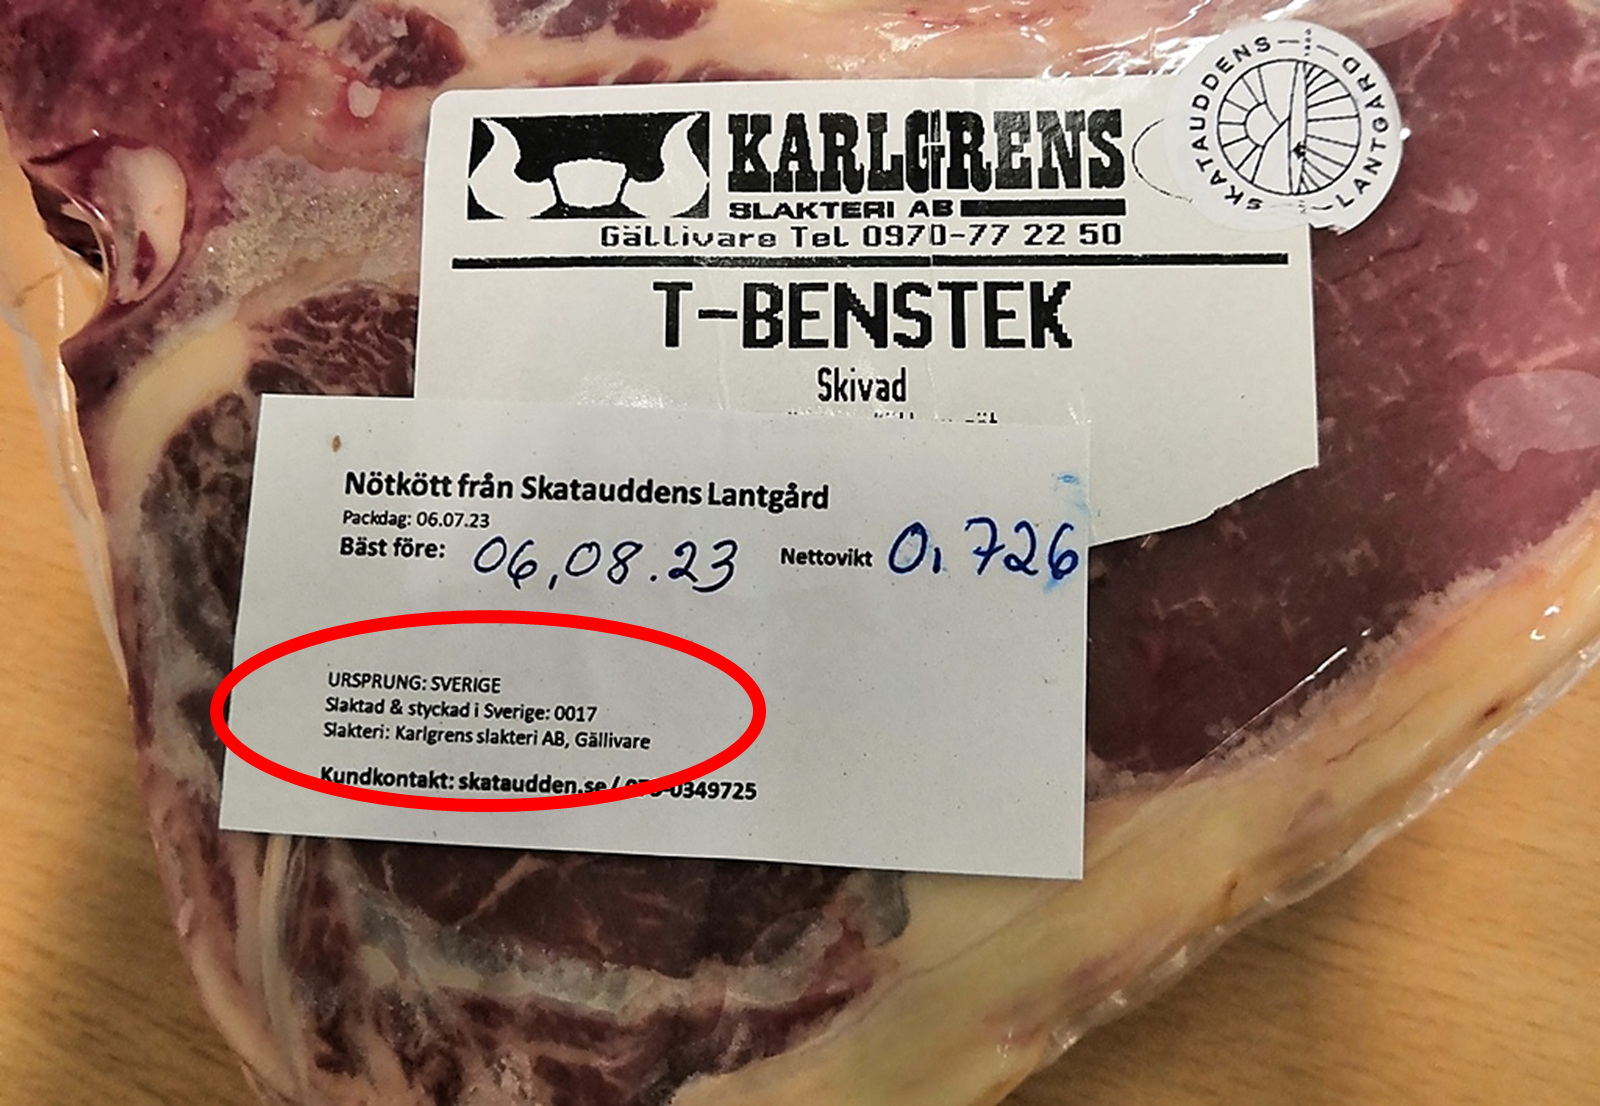 KARLGRENS
SLAKTERI AB
Gällivare Tel 0970-77 22 50
SKATAUDDENS LANTGÅRD
T-BENSTEK
Skivad
Nötkött från Skatauddens Lantgård
Packdag: 06.07.23
Bäst före: 06,08.23 Nettovikt 0,726
URSPRUNG: SVERIGE
Slaktad & styckad i Sverige: 0017
Slakteri: Karlgrens slakteri AB, Gällivare
Kundkontakt: skataudden.se / 0349725